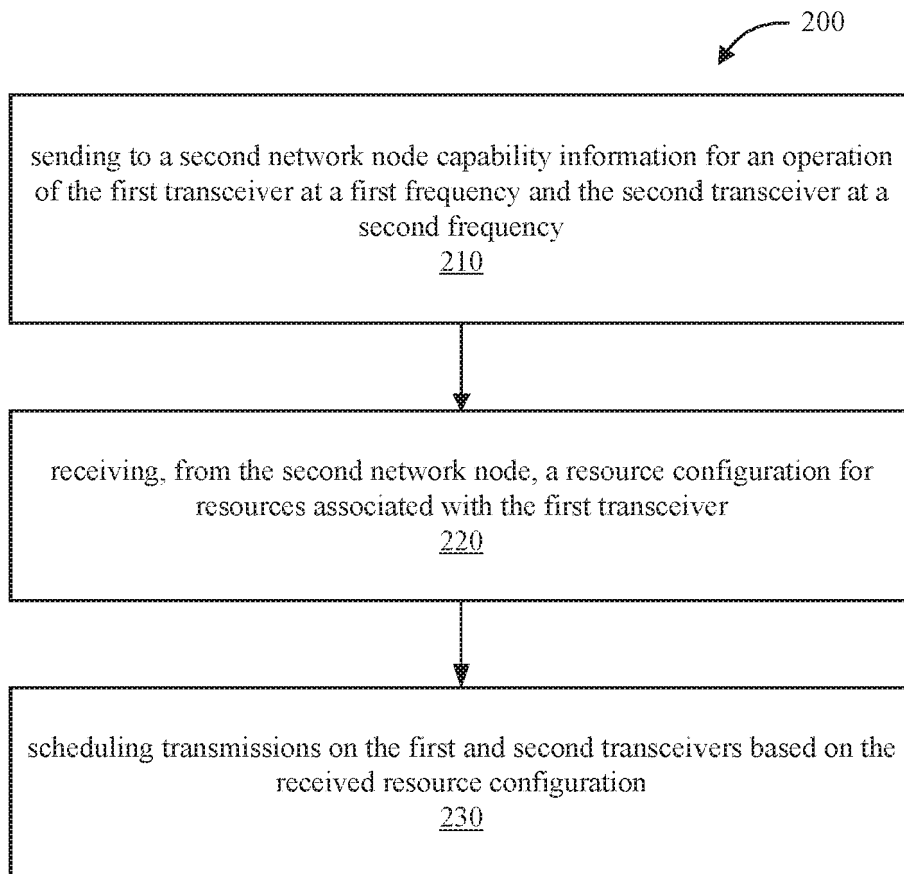 200
sending to a second network node capability information for an operation
of the first transceiver at a first frequency and the second transceiver at a
second frequency
210
receiving, from the second network node, a resource configuration for
resources associated with the first transceiver
220
scheduling transmissions on the first and second transceivers based on the
received resource configuration
230